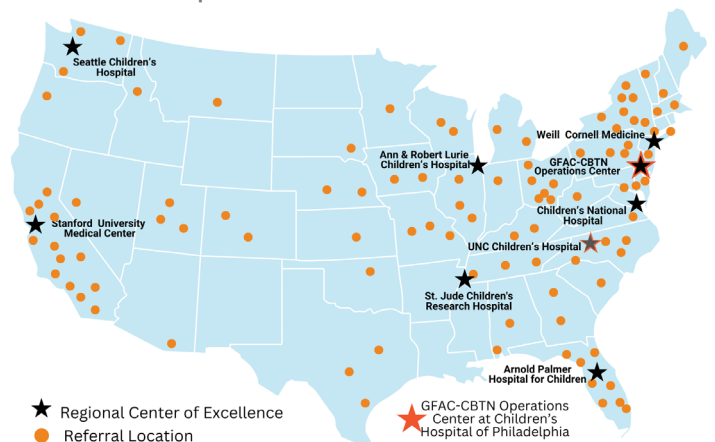 Seattle Children's
Hospital
Weill Cornell Medicine
Ann & Robert Lurie
Children's Hospital
GFAC-CBTN
Operations Center
Children's National
Hospital
Stanford University
Medical Center
UNC Children's Hospital
St. Jude Children's
Research Hospital
Arnold Palmer
Hospital for Children
Regional Center of Excellence
Referral Location
GFAC-CBTN Operations
Center at Children's
Hospital of Philadelphia